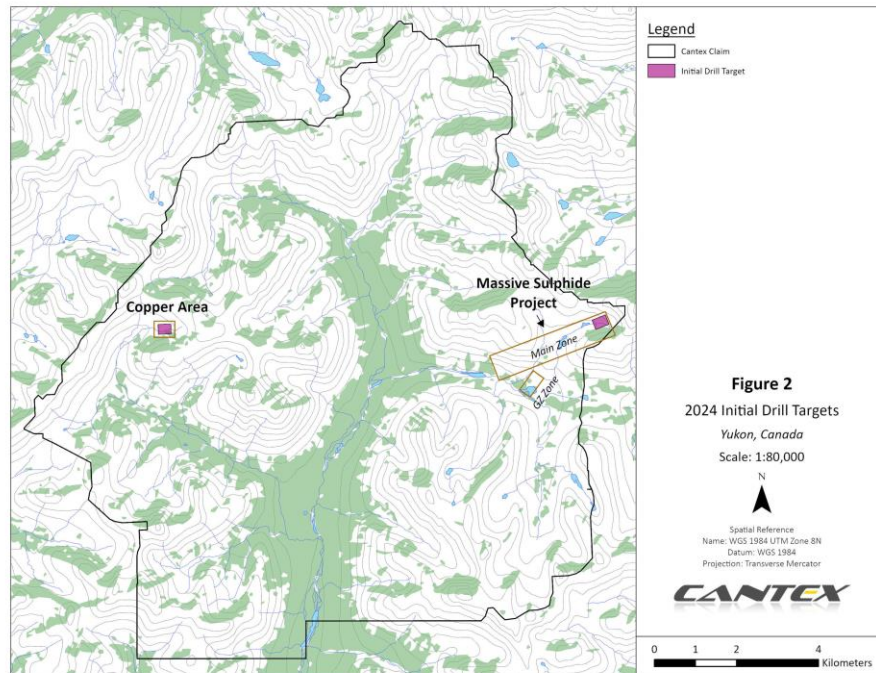 Legend
Cantex Claim
Initial Drill Target
Massive Sulphide
Project
Copper Area
Main Zone
GZ Zone
Figure 2
2024 Initial Drill Targets
Yukon, Canada
Scale: 1:80,000
N
Spatial Reference
Name: WGS 1984 UTM Zone 8N
Datum: WGS 1984
Projection: Transverse Mercator
CANTEX
0 1 2 4
Kilometers